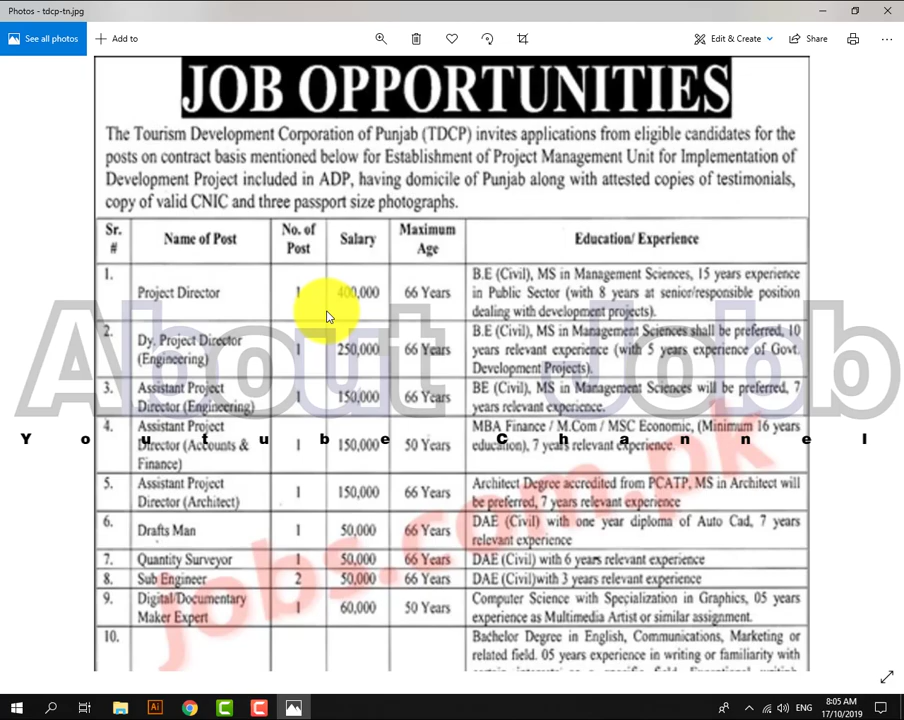 Photos - tdcp-tn.jpg
See all photos
Add to
Edit & Create
Share
JOB OPPORTUNITIES
The Tourism Development Corporation of Punjab (TDCP) invites applications from eligible candidates for the
posts on contract basis mentioned below for Establishment of Project Management Unit for Implementation of
Development Project included in ADP, having domicile of Punjab along with attested copies of testimonials,
copy of valid CNIC and three passport size photographs.
Sr. # Name of Post No. of Post Salary Maximum Age Education/ Experience
1. Project Director 1 400,000 66 Years B.E (Civil), MS in Management Sciences, 15 years experience
in Public Sector (with 8 years at senior/responsible position
dealing with development projects).
2. Dy. Project Director (Engineering) 1 250,000 66 Years B.E (Civil), MS in Management Sciences shall be preferred, 10
years relevant experience (with 5 years experience of Govt.
Development Projects).
3. Assistant Project Director (Engineering) 1 150,000 66 Years BE (Civil), MS in Management Sciences will be preferred, 7
years relevant experience.
4. Assistant Project Director (Accounts & Finance) 1 150,000 50 Years MBA Finance / M.Com / MSC Economic, (Minimum 16 years
education), 7 years relevant experience.
5. Assistant Project Director (Architect) 1 150,000 66 Years Architect Degree accredited from PCATP, MS in Architect will
be preferred, 7 years relevant experience
6. Drafts Man 1 50,000 66 Years DAE (Civil) with one year diploma of Auto Cad, 7 years
relevant experience
7. Quantity Surveyor 1 50,000 66 Years DAE (Civil) with 6 years relevant experience
8. Sub Engineer 2 50,000 66 Years DAE (Civil)with 3 years relevant experience
9. Digital/Documentary Maker Expert 1 60,000 50 Years Computer Science with Specialization in Graphics, 05 years
experience as Multimedia Artist or similar assignment.
10. Bachelor Degree in English, Communications, Marketing or
related field. 05 years experience in writing or familiarity with
About Jobb
Youtube Channel
jobs.com.pk
ENG
8:05 AM
17/10/2019